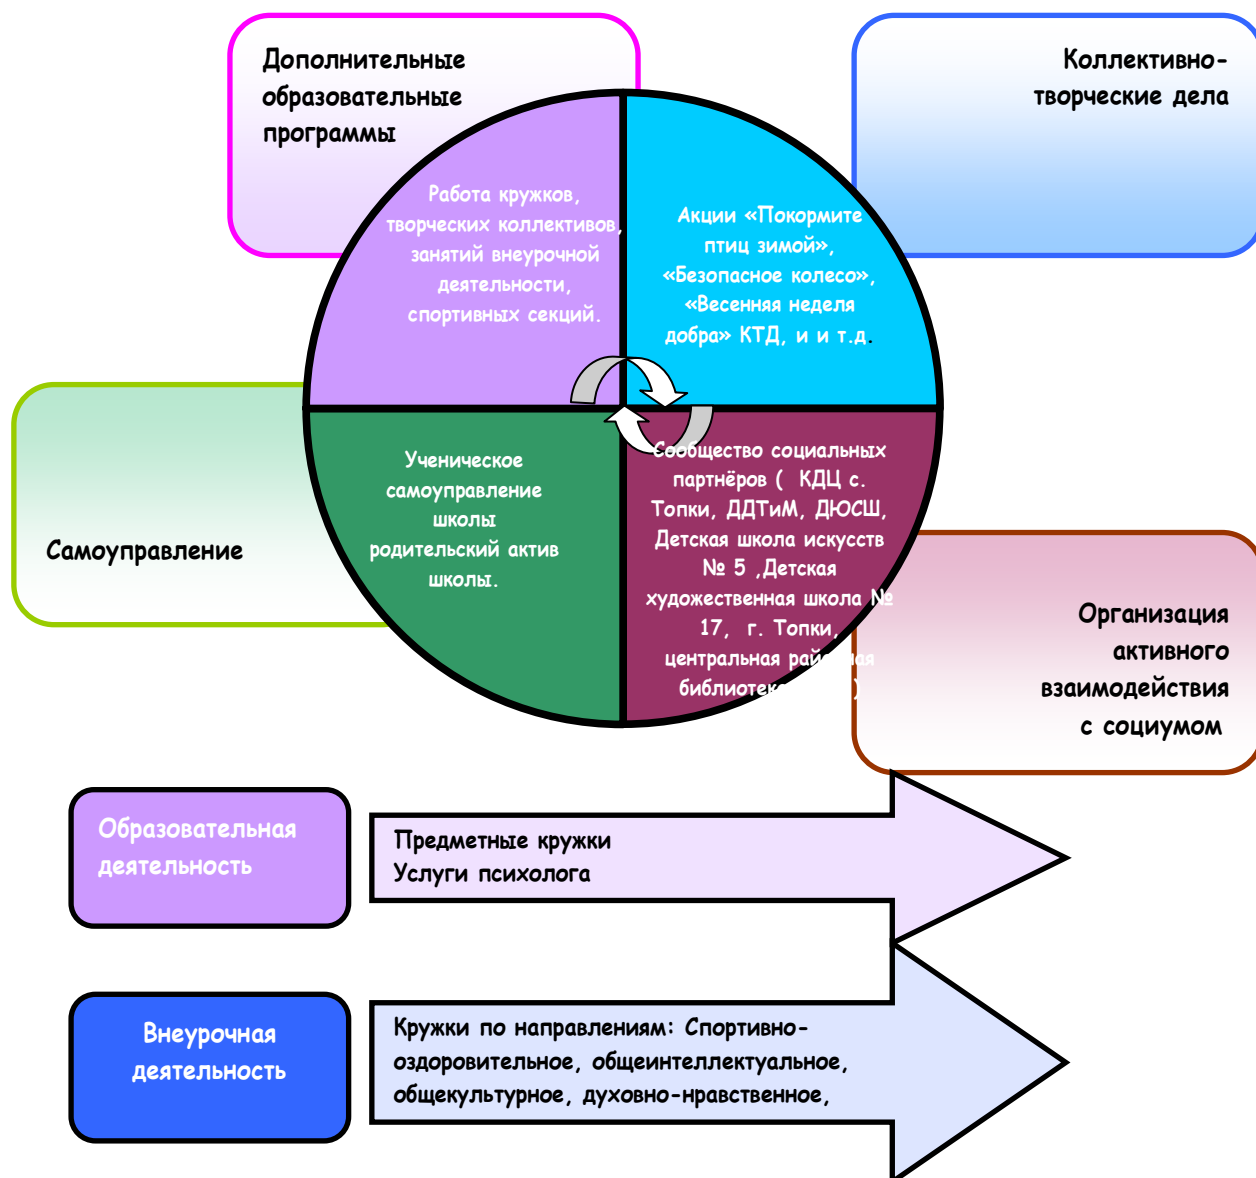 Дополнительные
образовательные
программы
Коллективно-
творческие дела
Работа кружков,
творческих коллективов,
занятий внеурочной
деятельности,
спортивных секций.
Акции «Покормите
птиц зимой»,
«Безопасное колесо»,
«Весенняя неделя
добра» КТД, и и т.д.
Самоуправление
Ученическое
самоуправление
школы
родительский актив
школы.
Сообщество социальных
партнёров ( КДЦ с.
Топки, ДДТиМ, ДЮСШ,
Детская школа искусств
№ 5 ,Детская
художественная школа №
17, г. Топки,
центральная районная
библиотека )
Организация
активного
взаимодействия
с социумом
Образовательная
деятельность
Предметные кружки
Услуги психолога
Внеурочная
деятельность
Кружки по направлениям: Спортивно-
оздоровительное, общеинтеллектуальное,
общекультурное, духовно-нравственное,